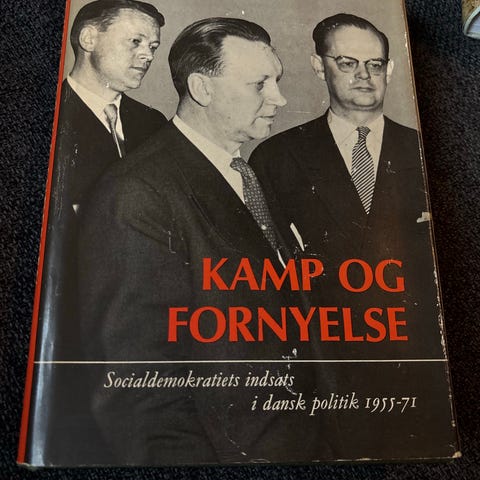 KAMP OG
FORNYELSE
Socialdemokratiets indsats
i dansk politik 1955-71